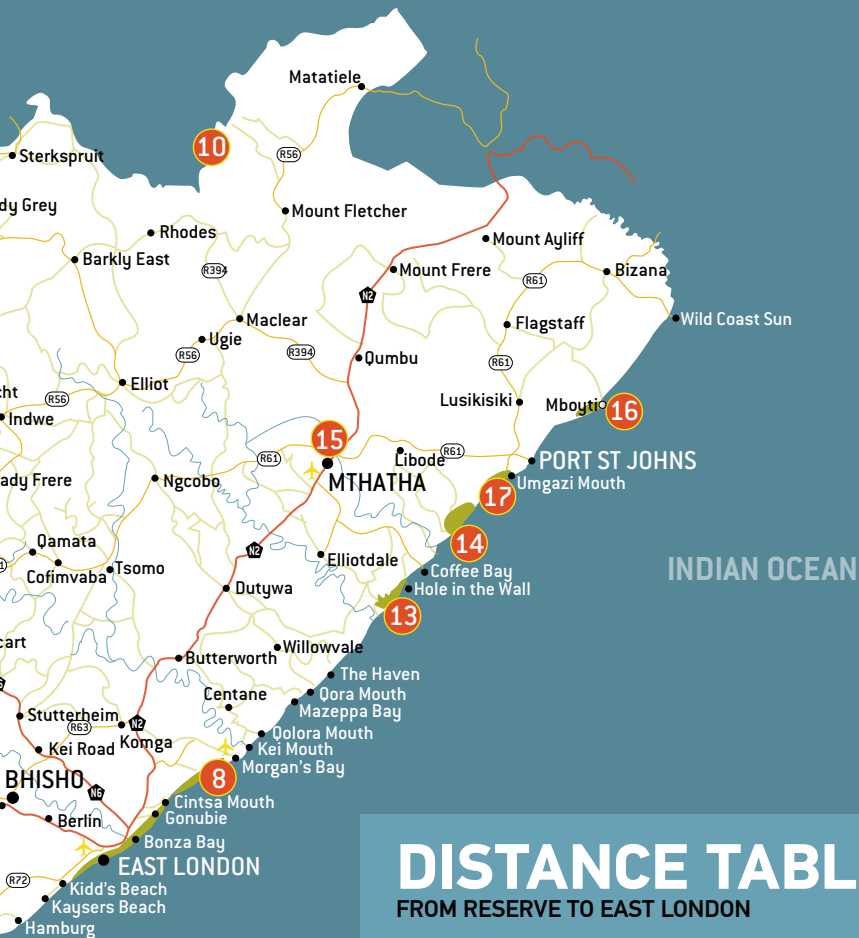 Matatiele
10
R56
Sterkspruit
dy Grey
Mount Fletcher
Rhodes
Mount Ayliff
Barkly East
R394
Mount Frere
R61
Bizana
N2
Maclear
Flagstaff
Wild Coast Sun
Ugie
R56
R394
Qumbu
R61
Elliot
cht
R56
Lusikisiki
Mboyti
16
Indwe
15
R61
Libode
R61
PORT ST JOHNS
ady Frere
Ngcobo
MTHATHA
Umgazi Mouth
17
Qamata
N2
14
INDIAN OCEAN
Elliotdale
Cofimvaba
Tsomo
Coffee Bay
Dutywa
Hole in the Wall
13
cart
Willowvale
Butterworth
The Haven
Centane
Qora Mouth
Mazeppa Bay
Stutterheim
R63
N2
Komga
Qolora Mouth
Kei Road
Kei Mouth
Morgan's Bay
BHISHO
8
N6
Cintsa Mouth
Gonubie
Berlin
Bonza Bay
EAST LONDON
R72
Kidd's Beach
Kaysers Beach
Hamburg
DISTANCE TABL
FROM RESERVE TO EAST LONDON